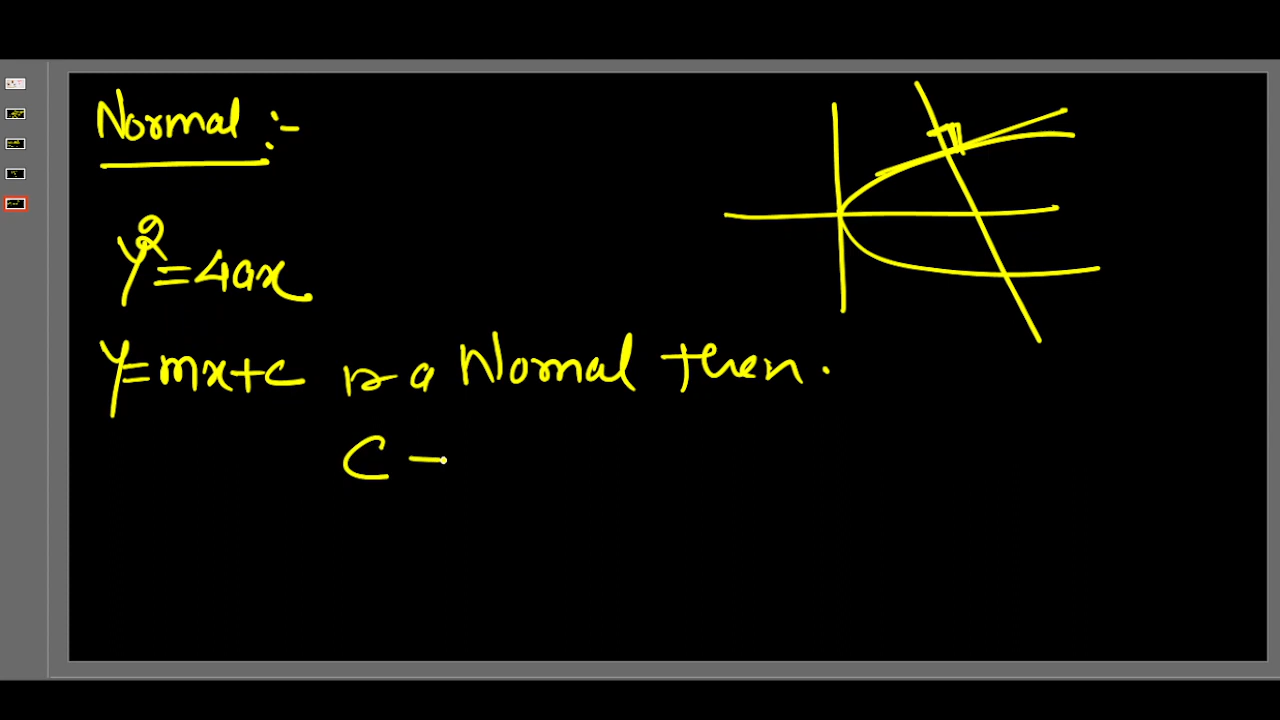 Normal :-
y²=4ax
y=mx+c is a Normal then.
C -